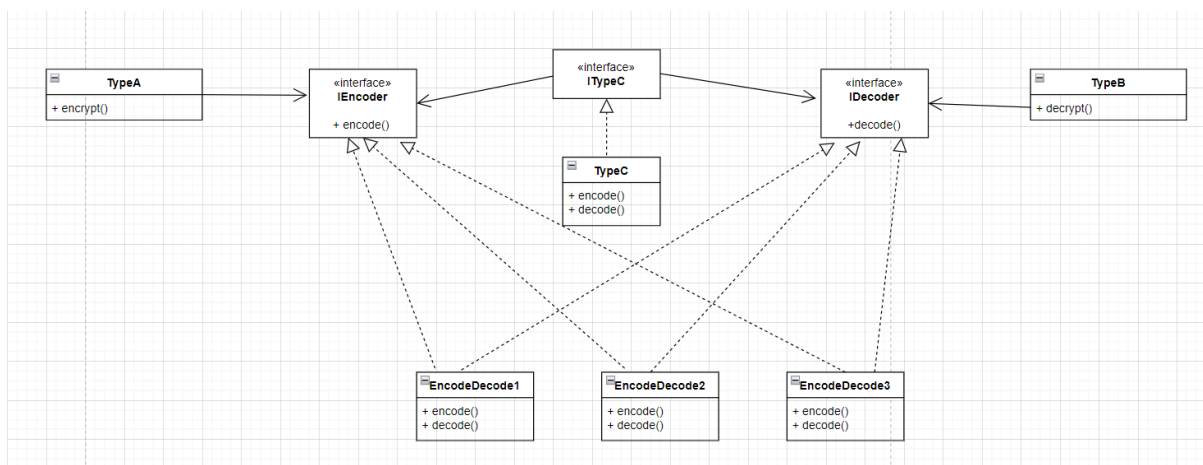 TypeA
+ encrypt()
«interface»
IEncoder
+ encode()
«interface»
ITypeC
«interface»
IDecoder
+decode()
TypeB
+ decrypt()
TypeC
+ encode()
+ decode()
EncodeDecode1
+ encode()
+ decode()
EncodeDecode2
+ encode()
+ decode()
EncodeDecode3
+ encode()
+ decode()